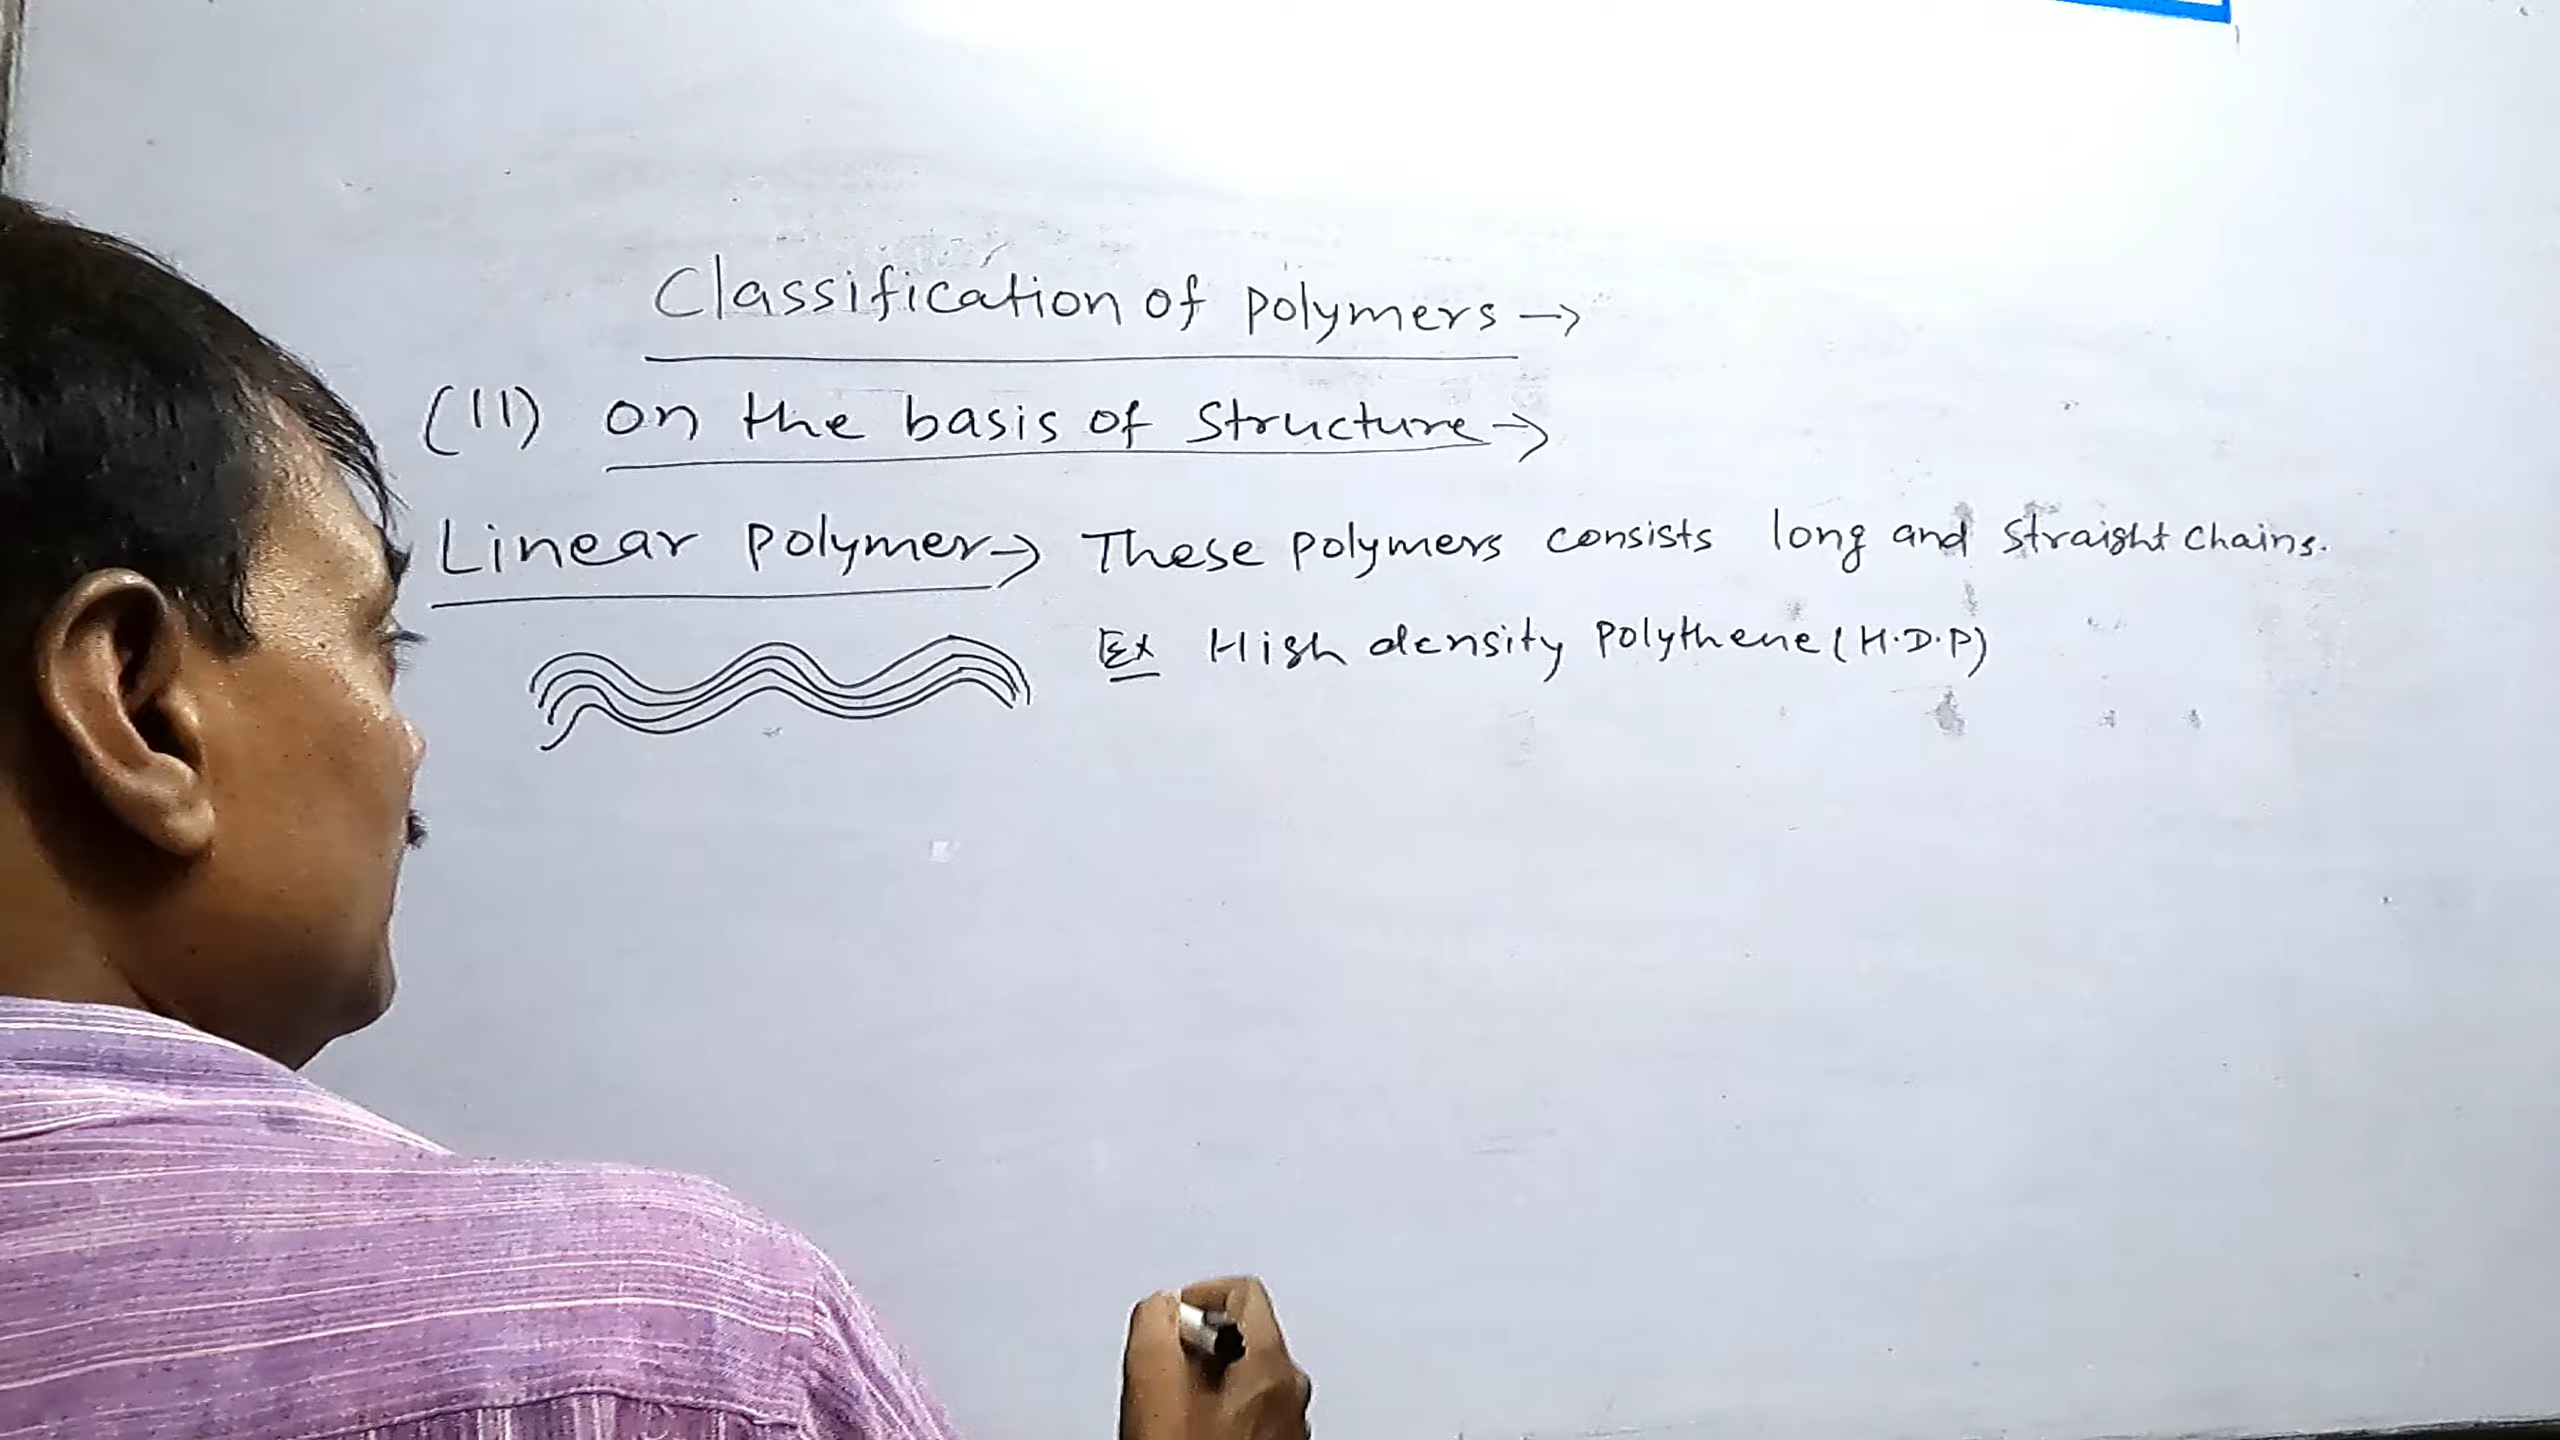 Classification of polymers →
(II) on the basis of structure →
Linear polymer → These polymers consists long and straight chains.
Ex High density polythene (H.D.P)